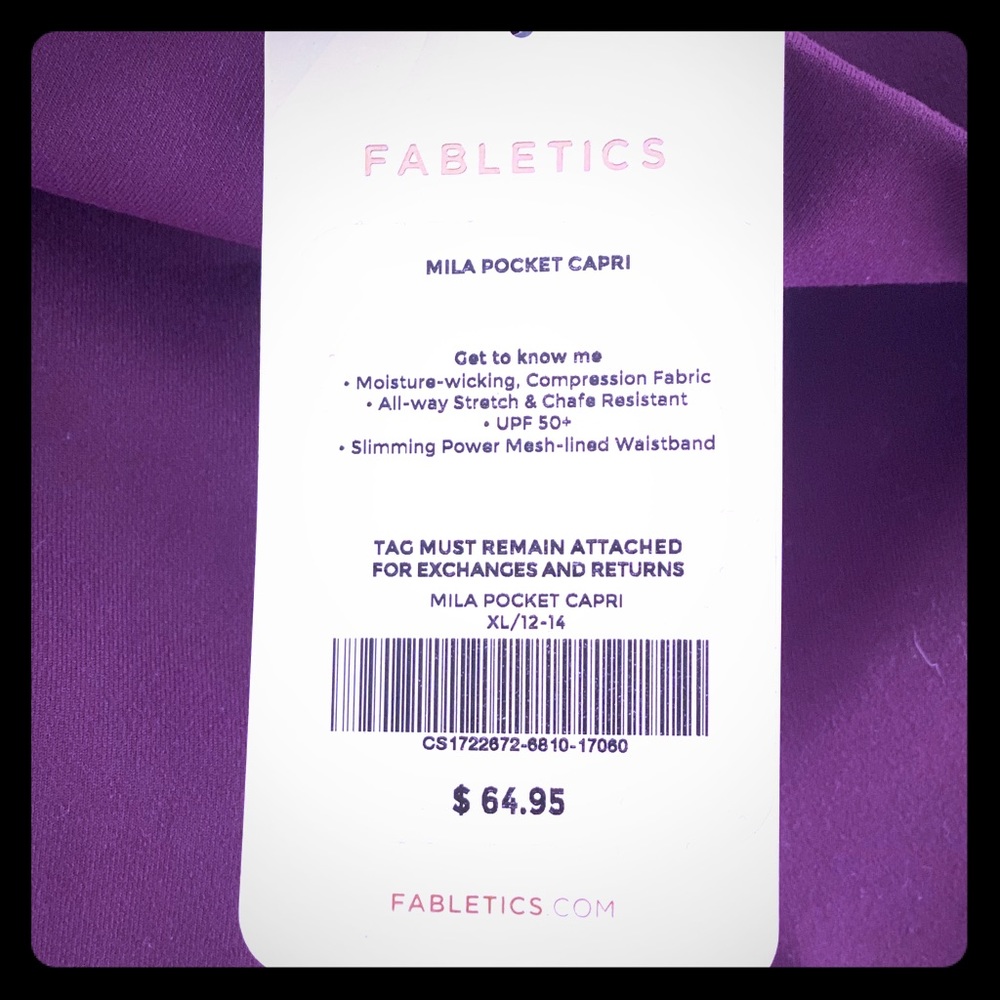 FABLETICS
MILA POCKET CAPRI
Get to know me
• Moisture-wicking, Compression Fabric
• All-way Stretch & Chafe Resistant
• UPF 50+
• Slimming Power Mesh-lined Waistband
TAG MUST REMAIN ATTACHED
FOR EXCHANGES AND RETURNS
MILA POCKET CAPRI
XL/12-14
CS1722672-6810-17060
$ 64.95
FABLETICS.COM